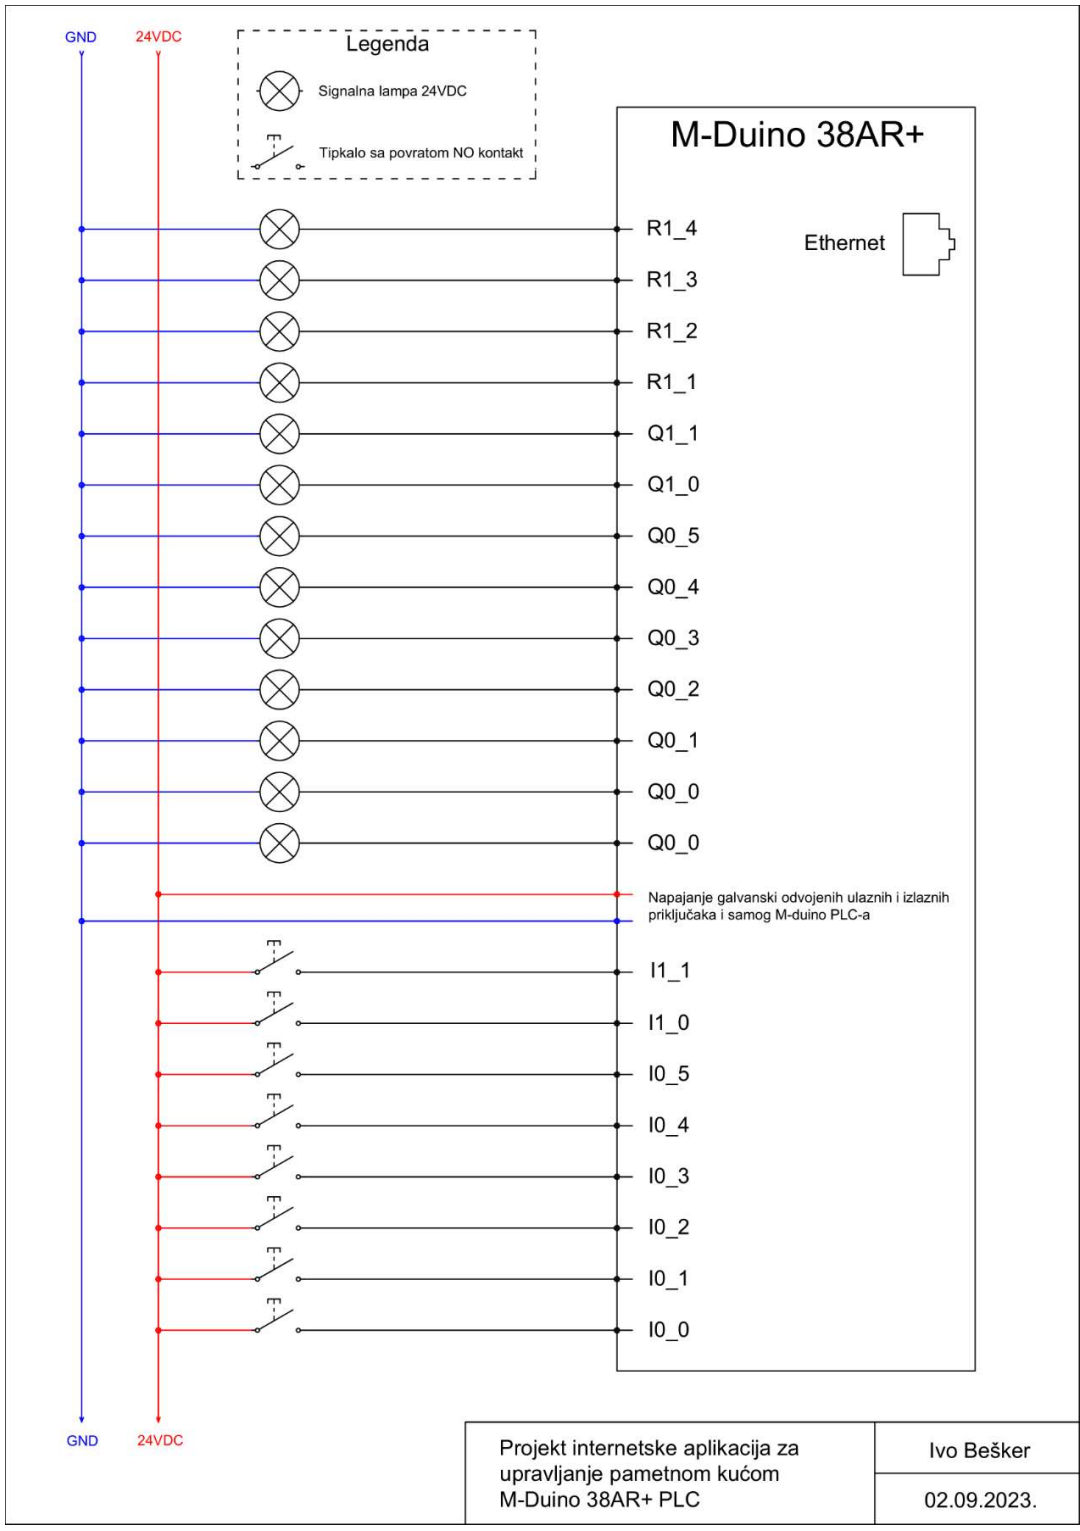 GND
24VDC
Legenda
Signalna lampa 24VDC
Tipkalo sa povratom NO kontakt
M-Duino 38AR+
Ethernet
R1_4
R1_3
R1_2
R1_1
Q1_1
Q1_0
Q0_5
Q0_4
Q0_3
Q0_2
Q0_1
Q0_0
Q0_0
Napajanje galvanski odvojenih ulaznih i izlaznih
priključaka i samog M-duino PLC-a
I1_1
I1_0
I0_5
I0_4
I0_3
I0_2
I0_1
I0_0
GND
24VDC
Projekt internetske aplikacija za
upravljanje pametnom kućom
M-Duino 38AR+ PLC
Ivo Bešker
02.09.2023.